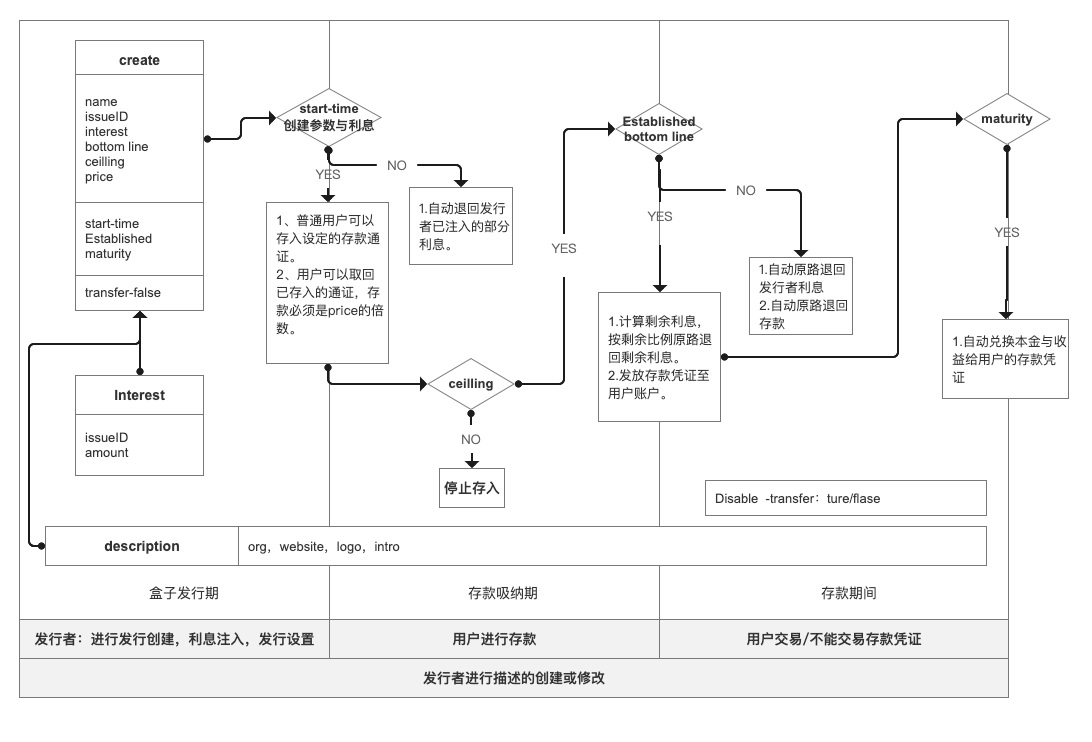 create
name
issueID
interest
bottom line
ceilling
price
start-time
Established
maturity
transfer-false
Interest
issueID
amount
start-time
创建参数与利息
YES
NO
1、普通用户可以
存入设定的存款通
证。
2、用户可以取回
已存入的通证，存
款必须是price的倍
数。
1.自动退回发行
者已注入的部分
利息。
ceilling
NO
停止存入
YES
Established
bottom line
YES
NO
1.计算剩余利息，
按剩余比例原路退
回剩余利息。
2.发放存款凭证至
用户账户。
1.自动原路退回
发行者利息
2.自动原路退回
存款
maturity
YES
1.自动兑换本金与收
益给用户的存款凭
证
Disable -transfer：ture/flase
description
org，website，logo，intro
盒子发行期
存款吸纳期
存款期间
发行者：进行发行创建，利息注入，发行设置
用户进行存款
用户交易/不能交易存款凭证
发行者进行描述的创建或修改